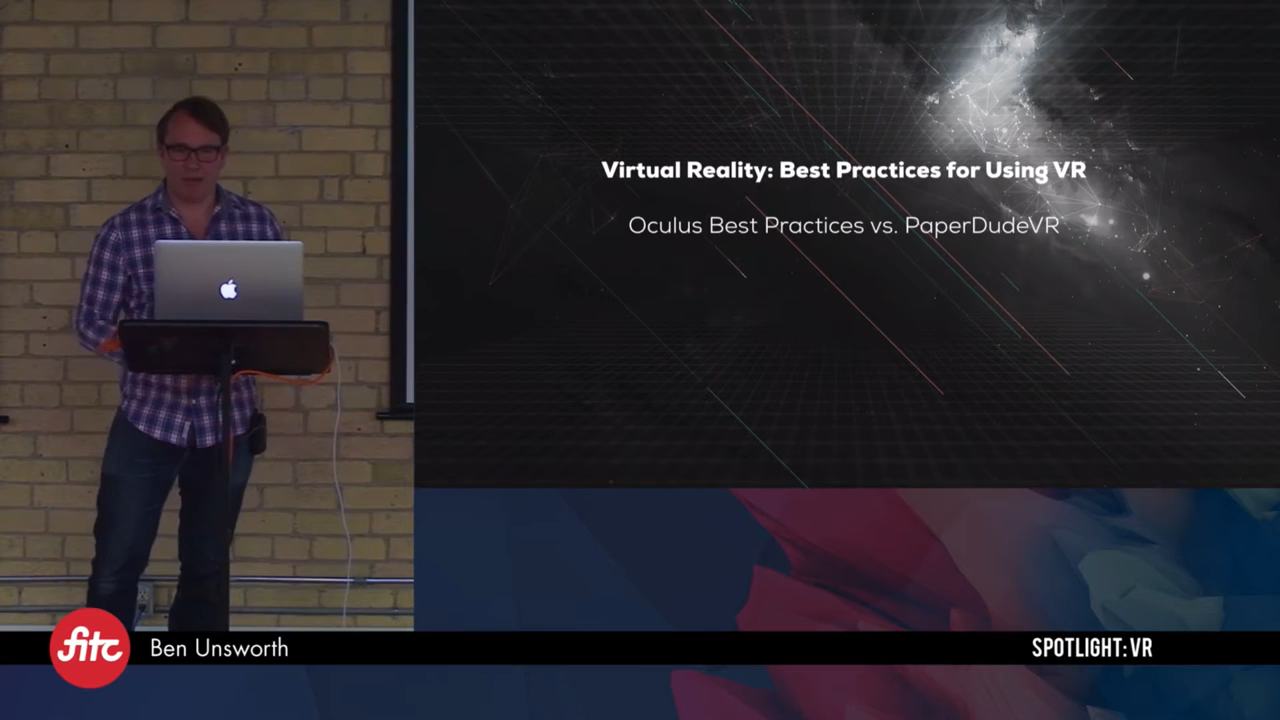 Virtual Reality: Best Practices for Using VR
Oculus Best Practices vs. PaperDudeVR
fitc
Ben Unsworth
SPOTLIGHT: VR